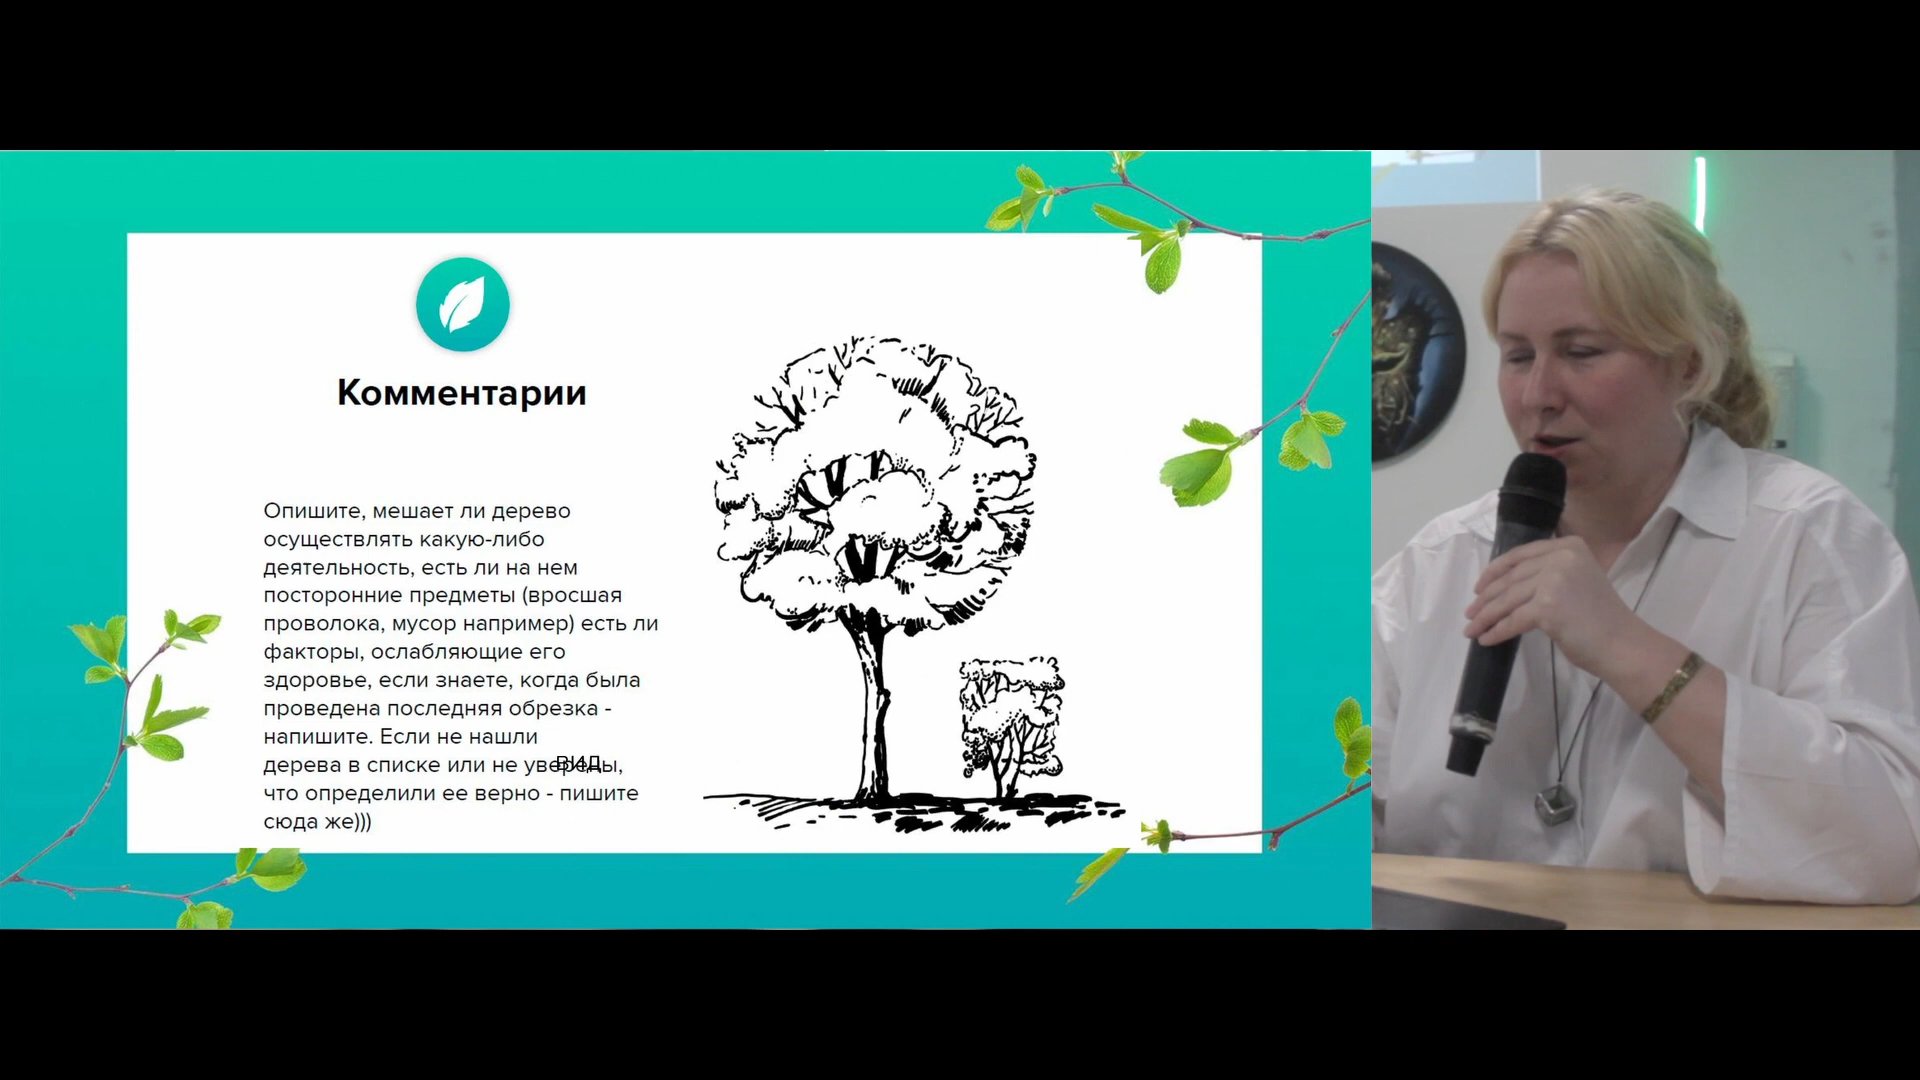 Комментарии
Опишите, мешает ли дерево
осуществлять какую-либо
деятельность, есть ли на нем
посторонние предметы (вросшая
проволока, мусор например) есть ли
факторы, ослабляющие его
здоровье, если знаете, когда была
проведена последняя обрезка -
напишите. Если не нашли
вид
дерева в списке или не уверены,
что определили ее верно - пишите
сюда же)))